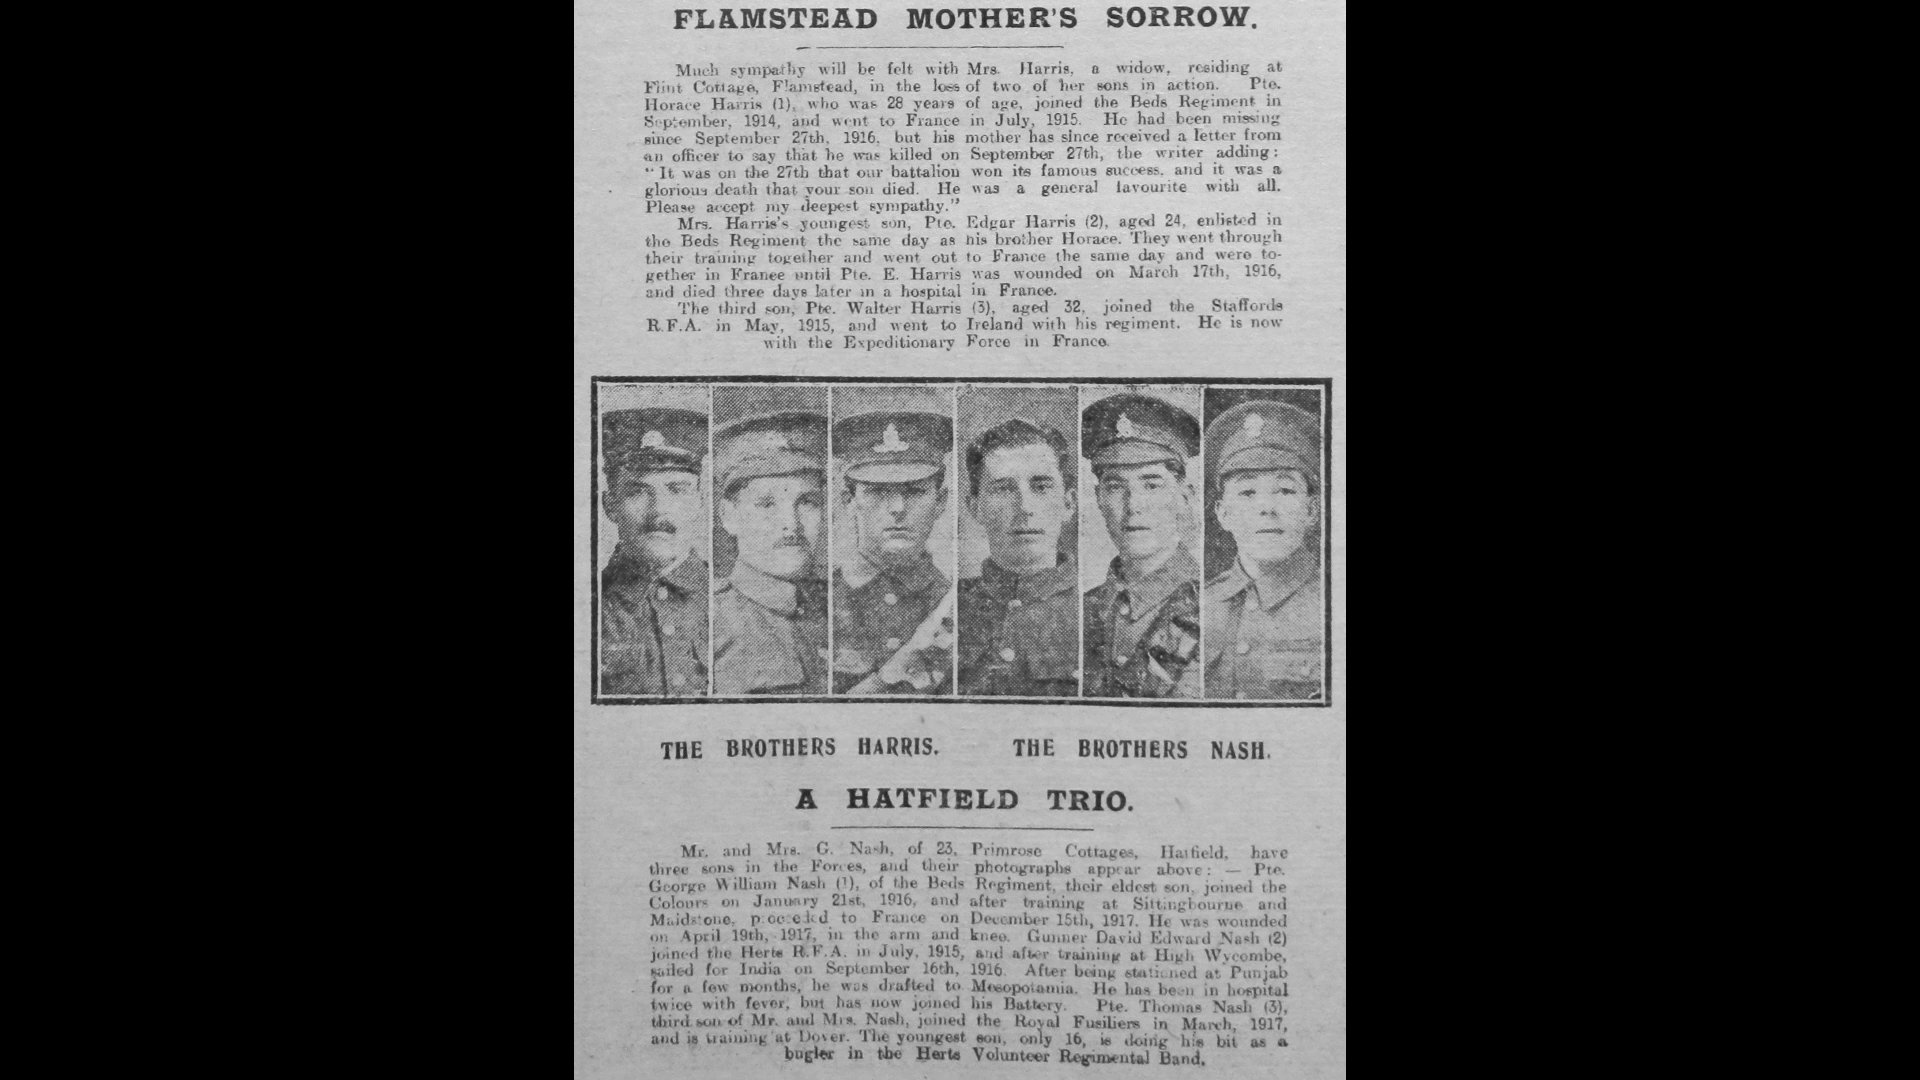 FLAMSTEAD MOTHER'S SORROW.
Much sympathy will be felt with Mrs. Harris, a widow, residing at
Flint Cottage, Flamstead, in the loss of two of her sons in action. Pte.
Horace Harris (1), who was 28 years of age, joined the Beds Regiment in
September, 1914, and went to France in July, 1915. He had been missing
since September 27th, 1916, but his mother has since received a letter from
an officer to say that he was killed on September 27th, the writer adding:
"It was on the 27th that our battalion won its famous success, and it was a
glorious death that your son died. He was a general favourite with all.
Please accept my deepest sympathy."
Mrs. Harris's youngest son, Pte. Edgar Harris (2), aged 24, enlisted in
the Beds Regiment the same day as his brother Horace. They went through
their training together and went out to France the same day and were to-
gether in France until Pte. E. Harris was wounded on March 17th, 1916,
and died three days later in a hospital in France.
The third son, Pte. Walter Harris (3), aged 32, joined the Staffords
R.F.A. in May, 1915, and went to Ireland with his regiment. He is now
with the Expeditionary Force in France.
THE BROTHERS HARRIS. THE BROTHERS NASH.
A HATFIELD TRIO.
Mr. and Mrs. G. Nash, of 23, Primrose Cottages, Hatfield, have
three sons in the Forces, and their photographs appear above: — Pte.
George William Nash (1), of the Beds Regiment, their eldest son, joined the
Colours on January 21st, 1916, and after training at Sittingbourne and
Maidstone, proceeded to France on December 15th, 1917. He was wounded
on April 19th, 1917, in the arm and knee. Gunner David Edward Nash (2)
joined the Herts R.F.A. in July, 1915, and after training at High Wycombe,
sailed for India on September 16th, 1916. After being stationed at Punjab
for a few months, he was drafted to Mesopotamia. He has been in hospital
twice with fever, but has now joined his Battery. Pte. Thomas Nash (3),
third son of Mr. and Mrs. Nash, joined the Royal Fusiliers in March, 1917,
and is training at Dover. The youngest son, only 16, is doing his bit as a
bugler in the Herts Volunteer Regimental Band.